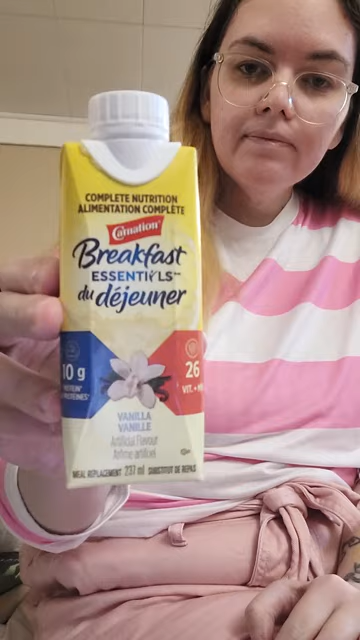 COMPLETE NUTRITION
ALIMENTATION COMPLÈTE
Carnation
Breakfast
ESSENTIALS
du déjeuner
10 g
26
VIT. +
VANILLA
VANILLE
Artificial Flavour
Arôme artificiel
MEAL REPLACEMENT 237 ml SUBSTITUT DE REPAS